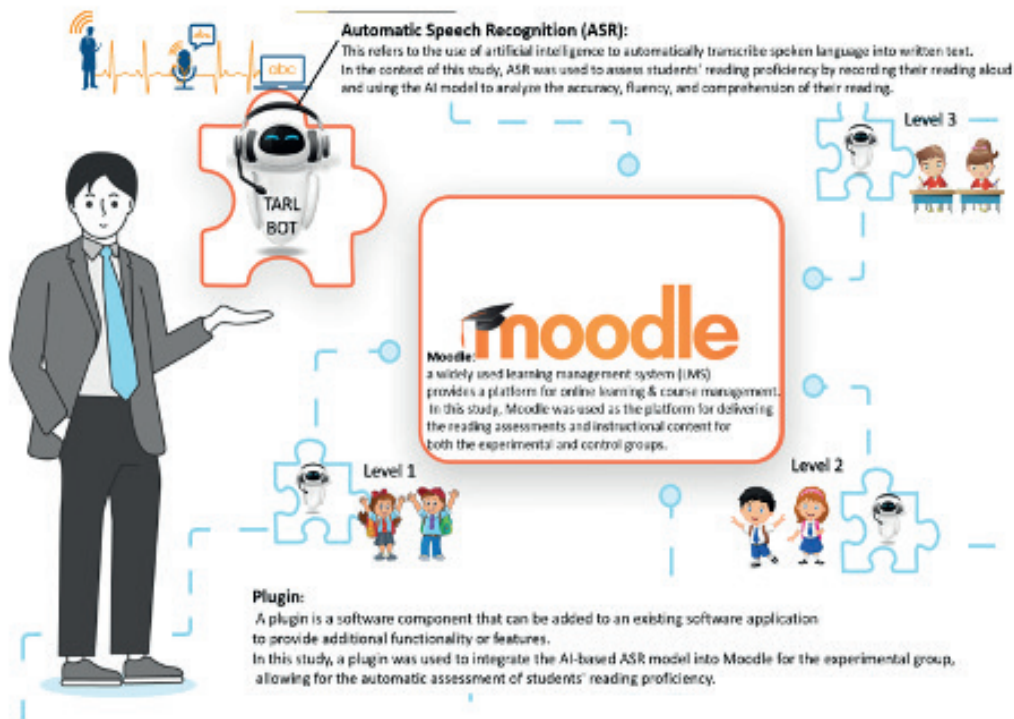 Automatic Speech Recognition (ASR):
This refers to the use of artificial intelligence to automatically transcribe spoken language into written text.
In the context of this study, ASR was used to assess students' reading proficiency by recording their reading aloud
and using the AI model to analyze the accuracy, fluency, and comprehension of their reading.
abc
abc
TARL
BOT
Level 3
moodle
Moodle:
a widely used learning management system (LMS)
provides a platform for online learning & course management.
In this study, Moodle was used as the platform for delivering
the reading assessments and instructional content for
both the experimental and control groups.
Level 1
Level 2
Plugin:
A plugin is a software component that can be added to an existing software application
to provide additional functionality or features.
In this study, a plugin was used to integrate the AI-based ASR model into Moodle for the experimental group,
allowing for the automatic assessment of students' reading proficiency.